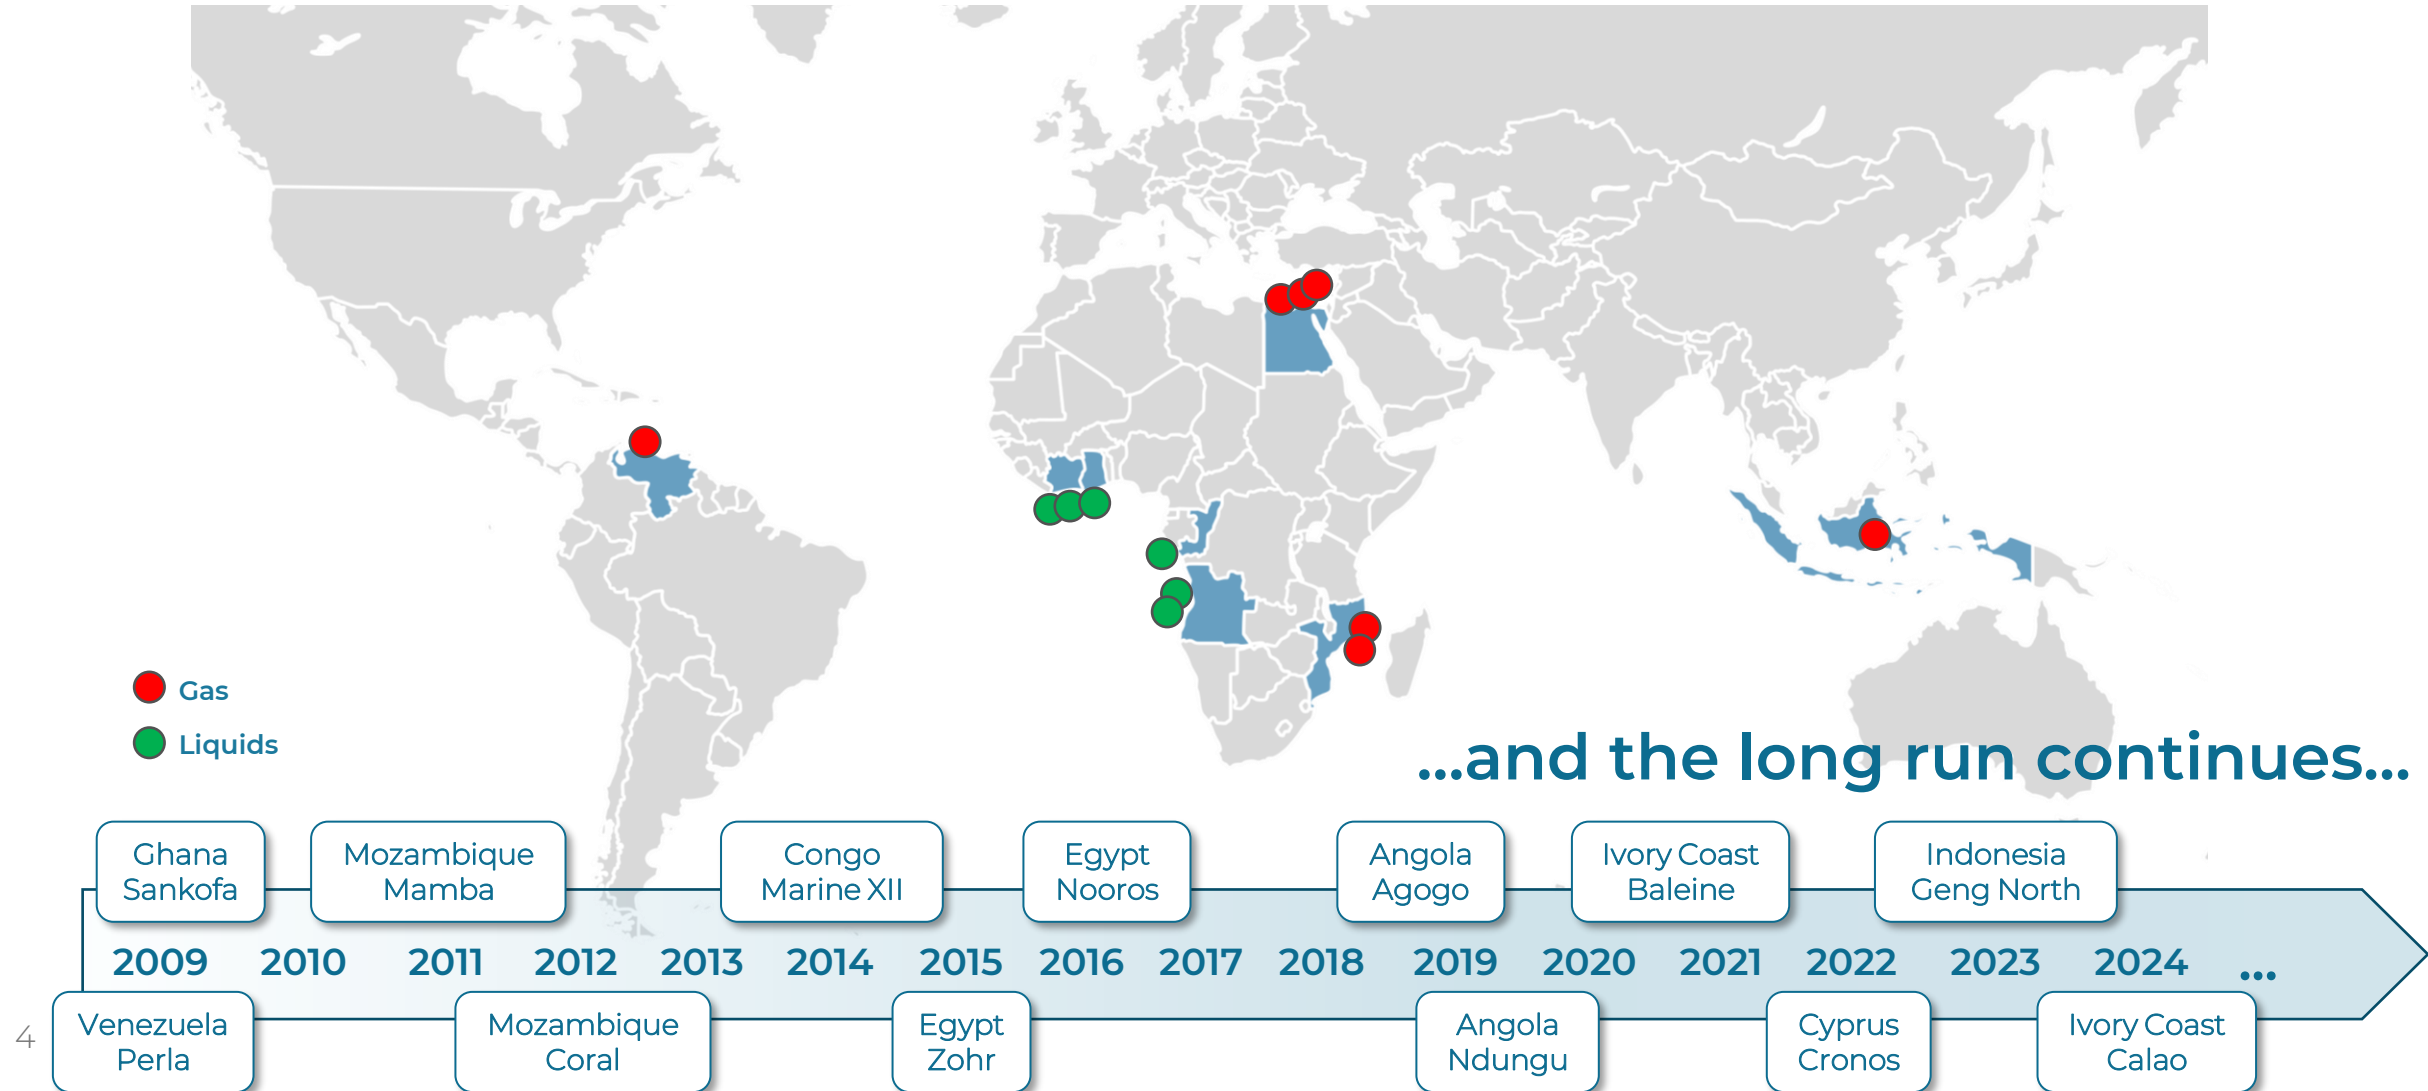 Gas
Liquids
...and the long run continues...
Ghana
Sankofa
Mozambique
Mamba
Congo
Marine XII
Egypt
Nooros
Angola
Agogo
Ivory Coast
Baleine
Indonesia
Geng North
2009 2010 2011 2012 2013 2014 2015 2016 2017 2018 2019 2020 2021 2022 2023 2024 ...
Venezuela
Perla
Mozambique
Coral
Egypt
Zohr
Angola
Ndungu
Cyprus
Cronos
Ivory Coast
Calao
4